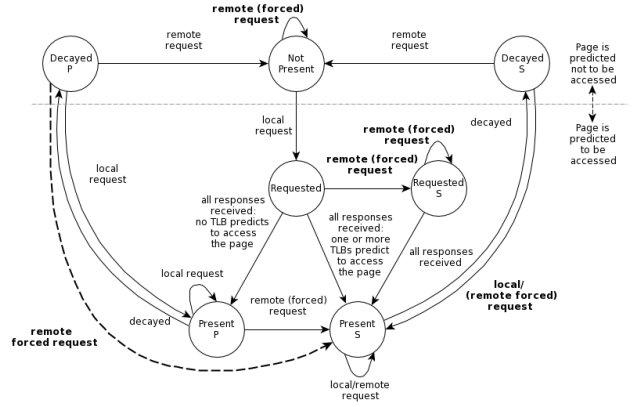 remote (forced)
request
remote
request
remote
request
Decayed
P
Not
Present
Decayed
S
Page is
predicted
not to be
accessed
local
request
decayed
Page is
predicted
to be
accessed
remote (forced)
request
local
request
remote (forced)
request
Requested
Requested
S
all responses
received:
no TLB predicts
to access
the page
all responses
received:
one or more
TLBs predict
to access
the page
all responses
received
local request
local/
(remote forced)
request
remote (forced)
request
decayed
Present
P
Present
S
remote
forced request
local/remote
request